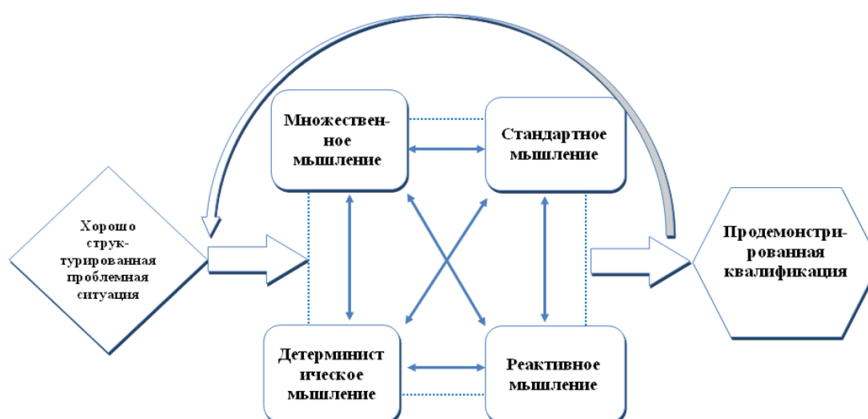 Множествен-
ное
мышление
Стандартное
мышление
Хорошо
струк-
турированная
проблемная
ситуация
Продемонстри-
рованная
квалификация
Детерминист
ическое
мышление
Реактивное
мышление